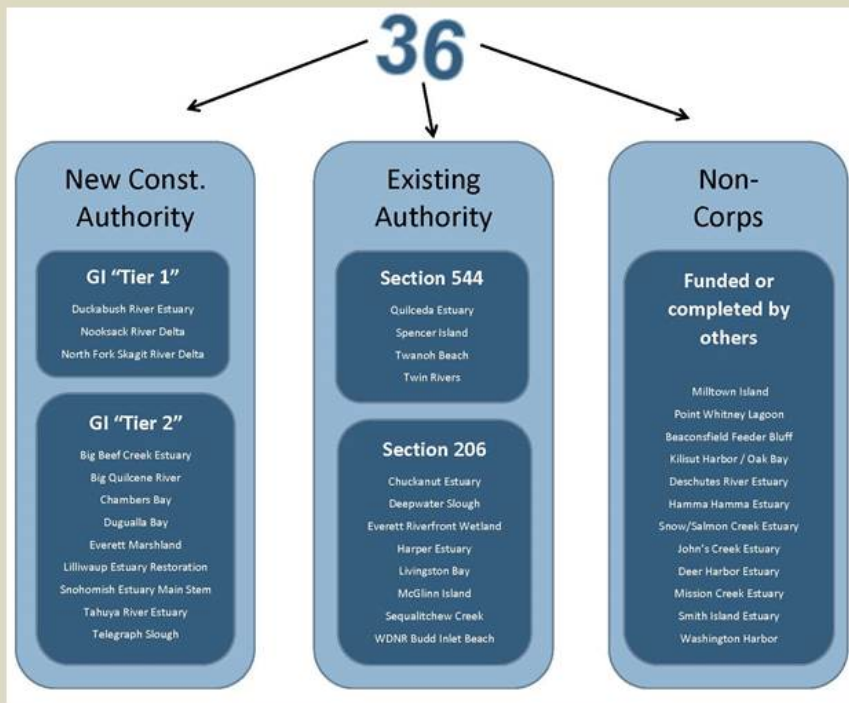 36
New Const.
Authority
GI “Tier 1”
Duckabush River Estuary
Nooksack River Delta
North Fork Skagit River Delta
GI “Tier 2”
Big Beef Creek Estuary
Big Quilcene River
Chambers Bay
Dugualla Bay
Everett Marshland
Lilliwaup Estuary Restoration
Snohomish Estuary Main Stem
Tahuya River Estuary
Telegraph Slough
Existing
Authority
Section 544
Quilceda Estuary
Spencer Island
Twanoh Beach
Twin Rivers
Section 206
Chuckanut Estuary
Deepwater Slough
Everett Riverfront Wetland
Harper Estuary
Livingston Bay
McGlinn Island
Sequalitchew Creek
WDNR Budd Inlet Beach
Non-
Corps
Funded or
completed by
others
Milltown Island
Point Whitney Lagoon
Beaconsfield Feeder Bluff
Kilisut Harbor / Oak Bay
Deschutes River Estuary
Hamma Hamma Estuary
Snow/Salmon Creek Estuary
John's Creek Estuary
Deer Harbor Estuary
Mission Creek Estuary
Smith Island Estuary
Washington Harbor